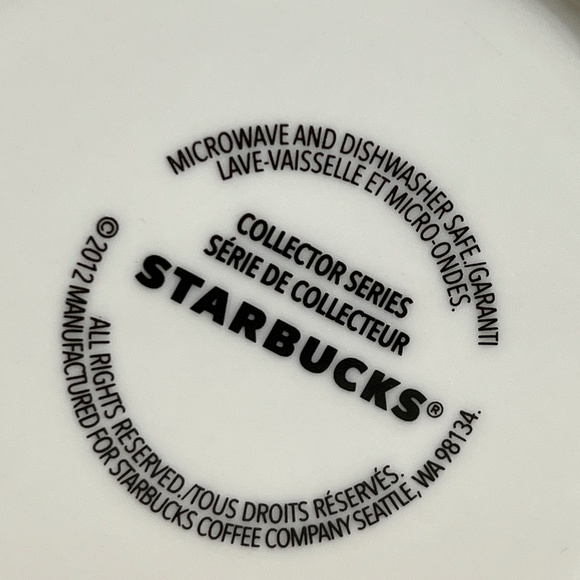 MICROWAVE AND DISHWASHER SAFE./GARANTI
LAVE-VAISSELLE ET MICRO-ONDES.
COLLECTOR SERIES
SÉRIE DE COLLECTEUR
STARBUCKS®
ALL RIGHTS RESERVED./TOUS DROITS RÉSERVÉS.
© 2012 MANUFACTURED FOR STARBUCKS COFFEE COMPANY SEATTLE, WA 98134.